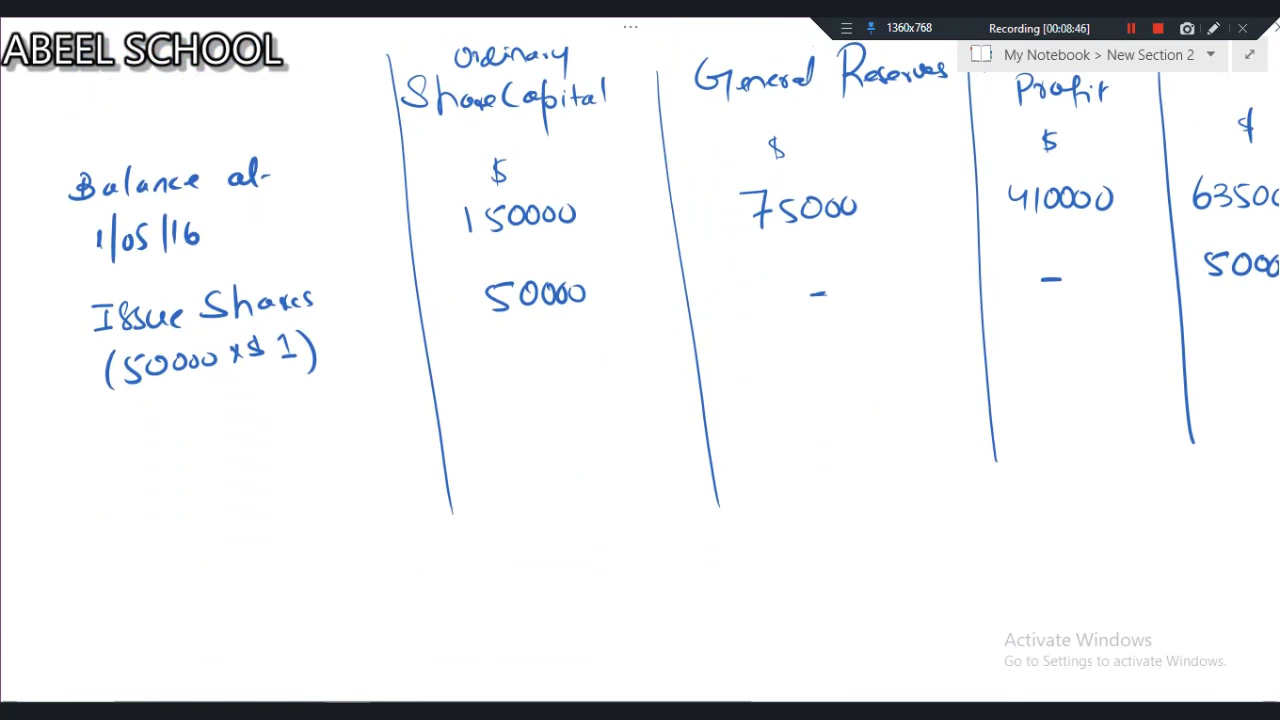 1360x768
Recording [00:08:46]
ABEEL SCHOOL
My Notebook > New Section 2
Ordinary
Share Capital
General Reserves
Profit
$
$
$
$
Balance at
1/05/16
150000
75000
410000
63500
Issue Shares
50000
-
-
5000
(50000 x $ 1)
Activate Windows
Go to Settings to activate Windows.